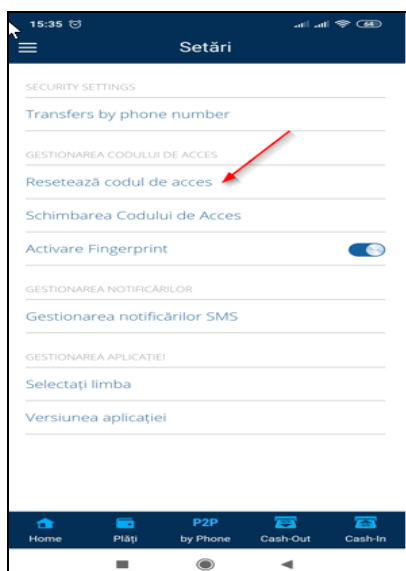 15:35
64
Setări
SECURITY SETTINGS
Transfers by phone number
GESTIONAREA CODULUI DE ACCES
Resetează codul de acces
Schimbarea Codului de Acces
Activare Fingerprint
GESTIONAREA NOTIFICĂRILOR
Gestionarea notificărilor SMS
GESTIONAREA APLICAȚIEI
Selectați limba
Versiunea aplicației
P2P
Home Plăți by Phone Cash-Out Cash-In